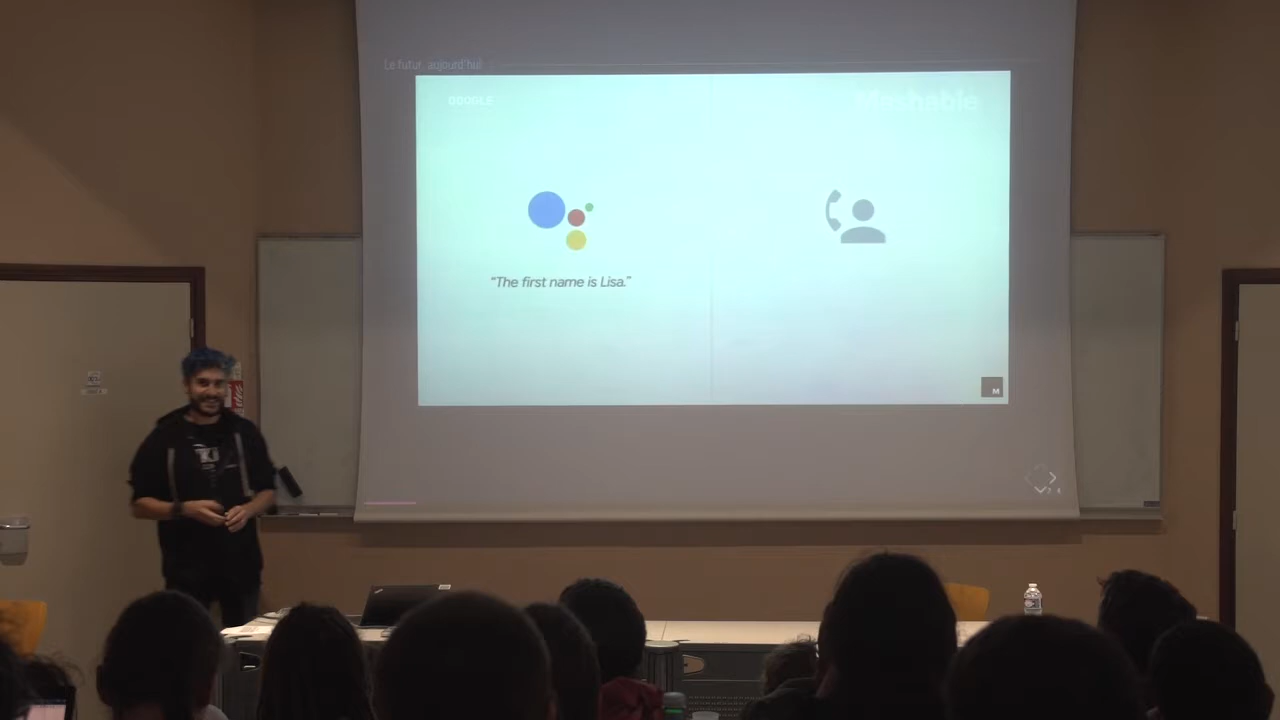 Le futur, aujourd'hui
GOOGLE
Mashable
“The first name is Lisa.”
M